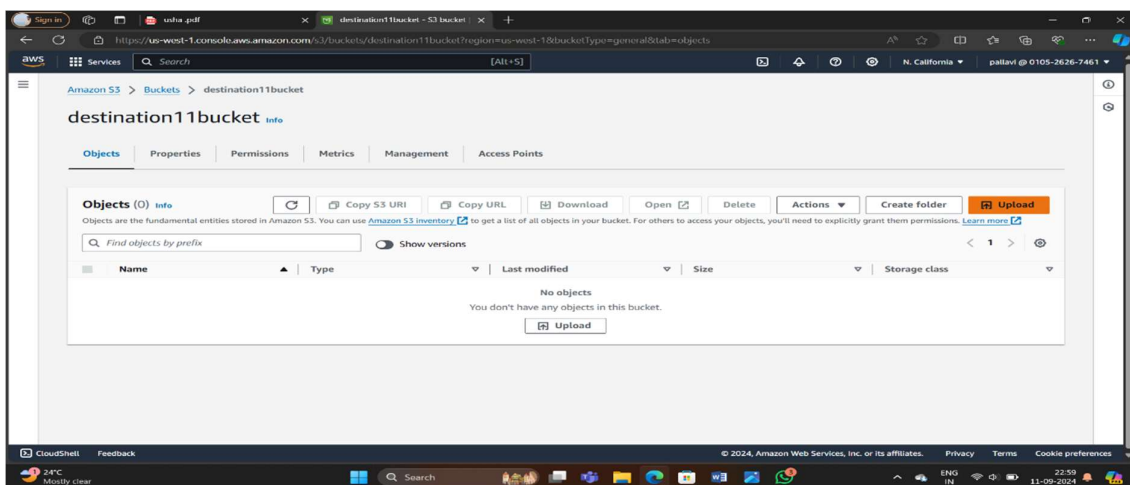 Sign in
usha .pdf
destination11bucket - S3 bucket |
https://us-west-1.console.aws.amazon.com/s3/buckets/destination11bucket?region=us-west-1&bucketType=general&tab=objects
aws
Services
Search
[Alt+S]
N. California
pallavi @ 0105-2626-7461
Amazon S3 > Buckets > destination11bucket
destination11bucket Info
Objects
Properties
Permissions
Metrics
Management
Access Points
Objects (0) Info
Copy S3 URI
Copy URL
Download
Open
Delete
Actions
Create folder
Upload
Objects are the fundamental entities stored in Amazon S3. You can use Amazon S3 inventory to get a list of all objects in your bucket. For others to access your objects, you'll need to explicitly grant them permissions. Learn more
Find objects by prefix
Show versions
< 1 >
Name
Type
Last modified
Size
Storage class
No objects
You don't have any objects in this bucket.
Upload
CloudShell
Feedback
© 2024, Amazon Web Services, Inc. or its affiliates.
Privacy
Terms
Cookie preferences
24°C
Mostly clear
Search
ENG
IN
22:59
11-09-2024